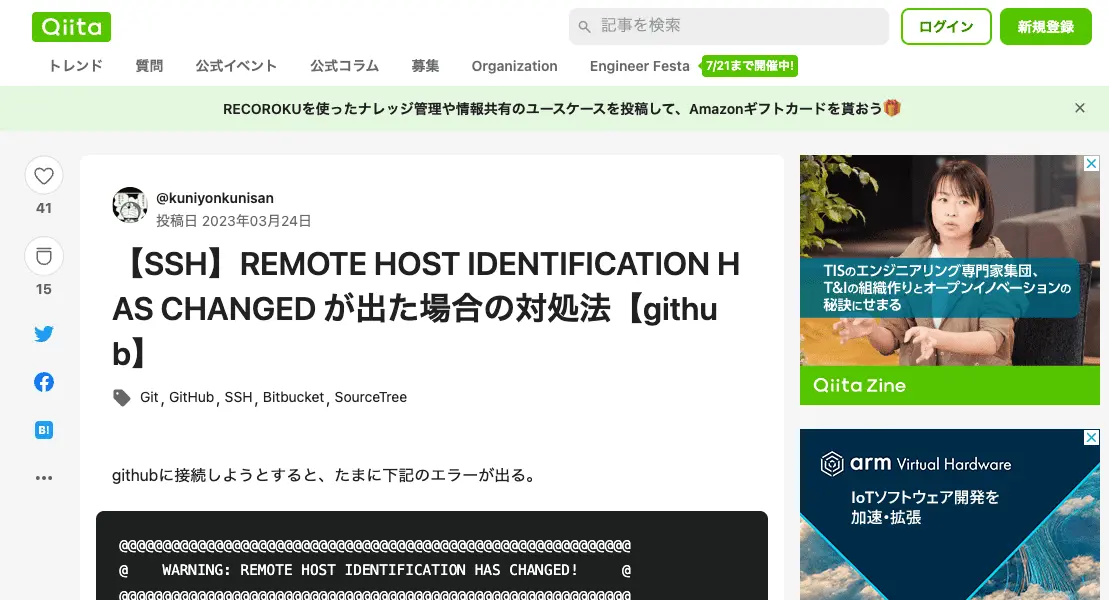 Qiita
記事を検索
ログイン
新規登録
トレンド
質問
公式イベント
公式コラム
募集
Organization
Engineer Festa
7/21まで開催中!
RECOROKUを使ったナレッジ管理や情報共有のユースケースを投稿して、Amazonギフトカードを貰おう🎁
41
15
B!
@kuniyonkunisan
投稿日 2023年03月24日
【SSH】REMOTE HOST IDENTIFICATION H
AS CHANGED が出た場合の対処法【githu
b】
Git, GitHub, SSH, Bitbucket, SourceTree
githubに接続しようとすると、たまに下記のエラーが出る。
@@@@@@@@@@@@@@@@@@@@@@@@@@@@@@@@@@@@@@@@@@@@@@@@@@@@@@@@@@@
@    WARNING: REMOTE HOST IDENTIFICATION HAS CHANGED!     @
@@@@@@@@@@@@@@@@@@@@@@@@@@@@@@@@@@@@@@@@@@@@@@@@@@@@@@@@@@@
TISのエンジニアリング専門家集団、
T&Iの組織作りとオープンイノベーションの
秘訣にせまる
Qiita Zine
arm Virtual Hardware
IoTソフトウェア開発を
加速・拡張